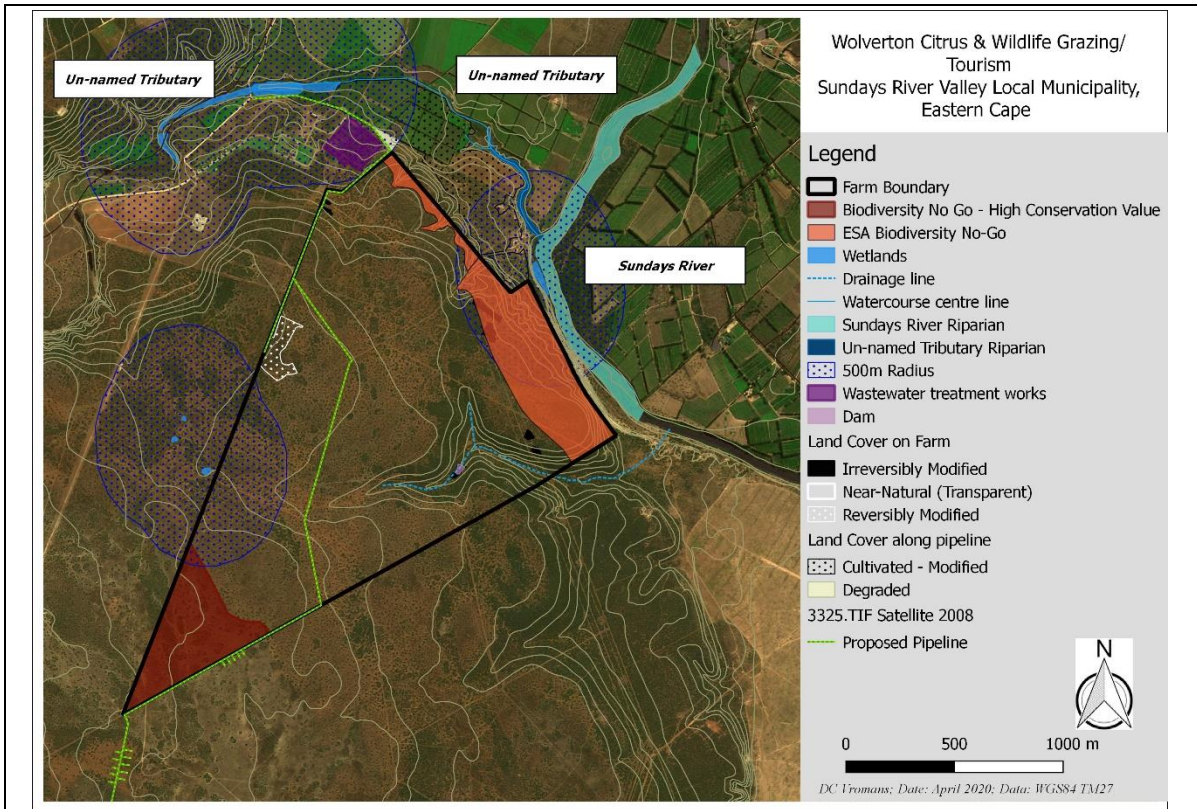 Un-named Tributary
Un-named Tributary
Sundays River
Wolverton Citrus & Wildlife Grazing/
Tourism
Sundays River Valley Local Municipality,
Eastern Cape
Legend
Farm Boundary
Biodiversity No Go - High Conservation Value
ESA Biodiversity No-Go
Wetlands
Drainage line
Watercourse centre line
Sundays River Riparian
Un-named Tributary Riparian
500m Radius
Wastewater treatment works
Dam
Land Cover on Farm
Irreversibly Modified
Near-Natural (Transparent)
Reversibly Modified
Land Cover along pipeline
Cultivated - Modified
Degraded
3325.TIF Satellite 2008
Proposed Pipeline
N
0 500 1000 m
DC Vromans; Date: April 2020; Data: WGS84 TM27